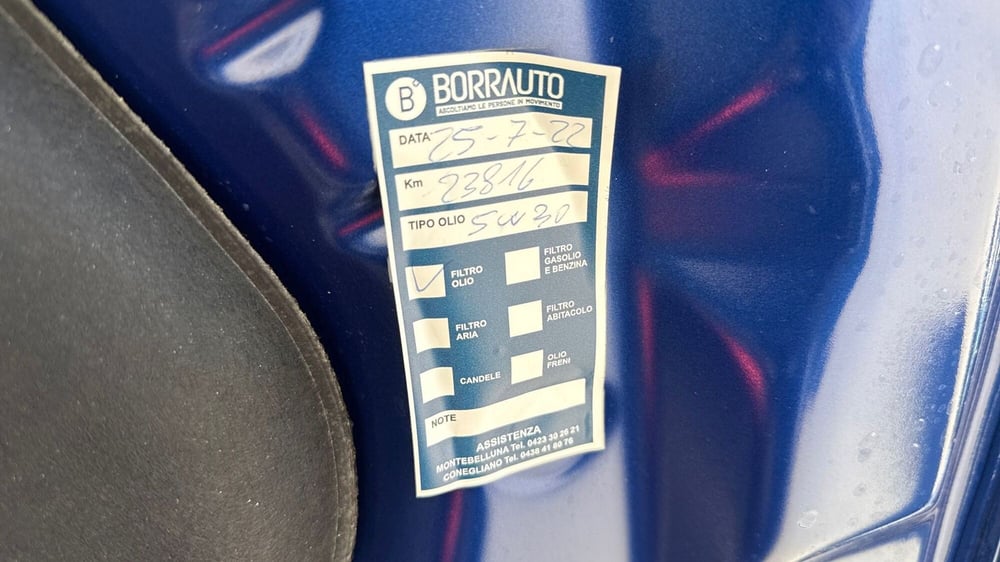 B
BORRAUTO
ASCOLTIAMO LE PERSONE IN MOVIMENTO
DATA 25-7-22
Km 23816
TIPO OLIO 5w30
FILTRO
OLIO
FILTRO
GASOLIO
E BENZINA
FILTRO
ARIA
FILTRO
ABITACOLO
CANDELE
OLIO
FRENI
NOTE
ASSISTENZA
MONTEBELLUNA Tel. 0423 30 26 21
CONEGLIANO Tel. 0438 41 60 76